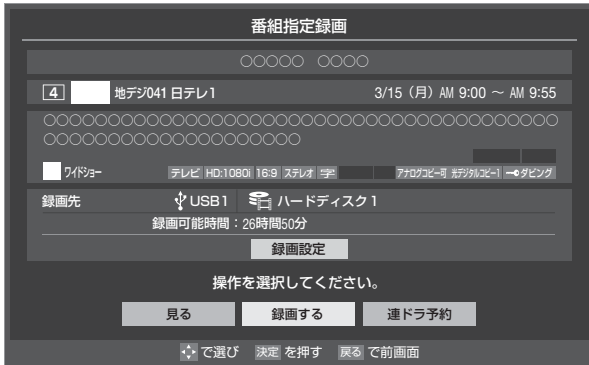 番組指定録画
○○○○○ ○○○○
4 地デジ041 日テレ1 3/15(月) AM 9:00 ～ AM 9:55
○○○○○○○○○○○○○○○○○○○○○○○○○○○○○○
○○○○○○○○○○○○○○○
ワイドショー テレビ HD:1080i 16:9 ステレオ 字 アナログコピー可 光デジタルコピー1 ダビング
録画先 USB1 ハードディスク1
録画可能時間：26時間50分
録画設定
操作を選択してください。
見る 録画する 連ドラ予約
で選び 決定 を押す 戻る で前画面